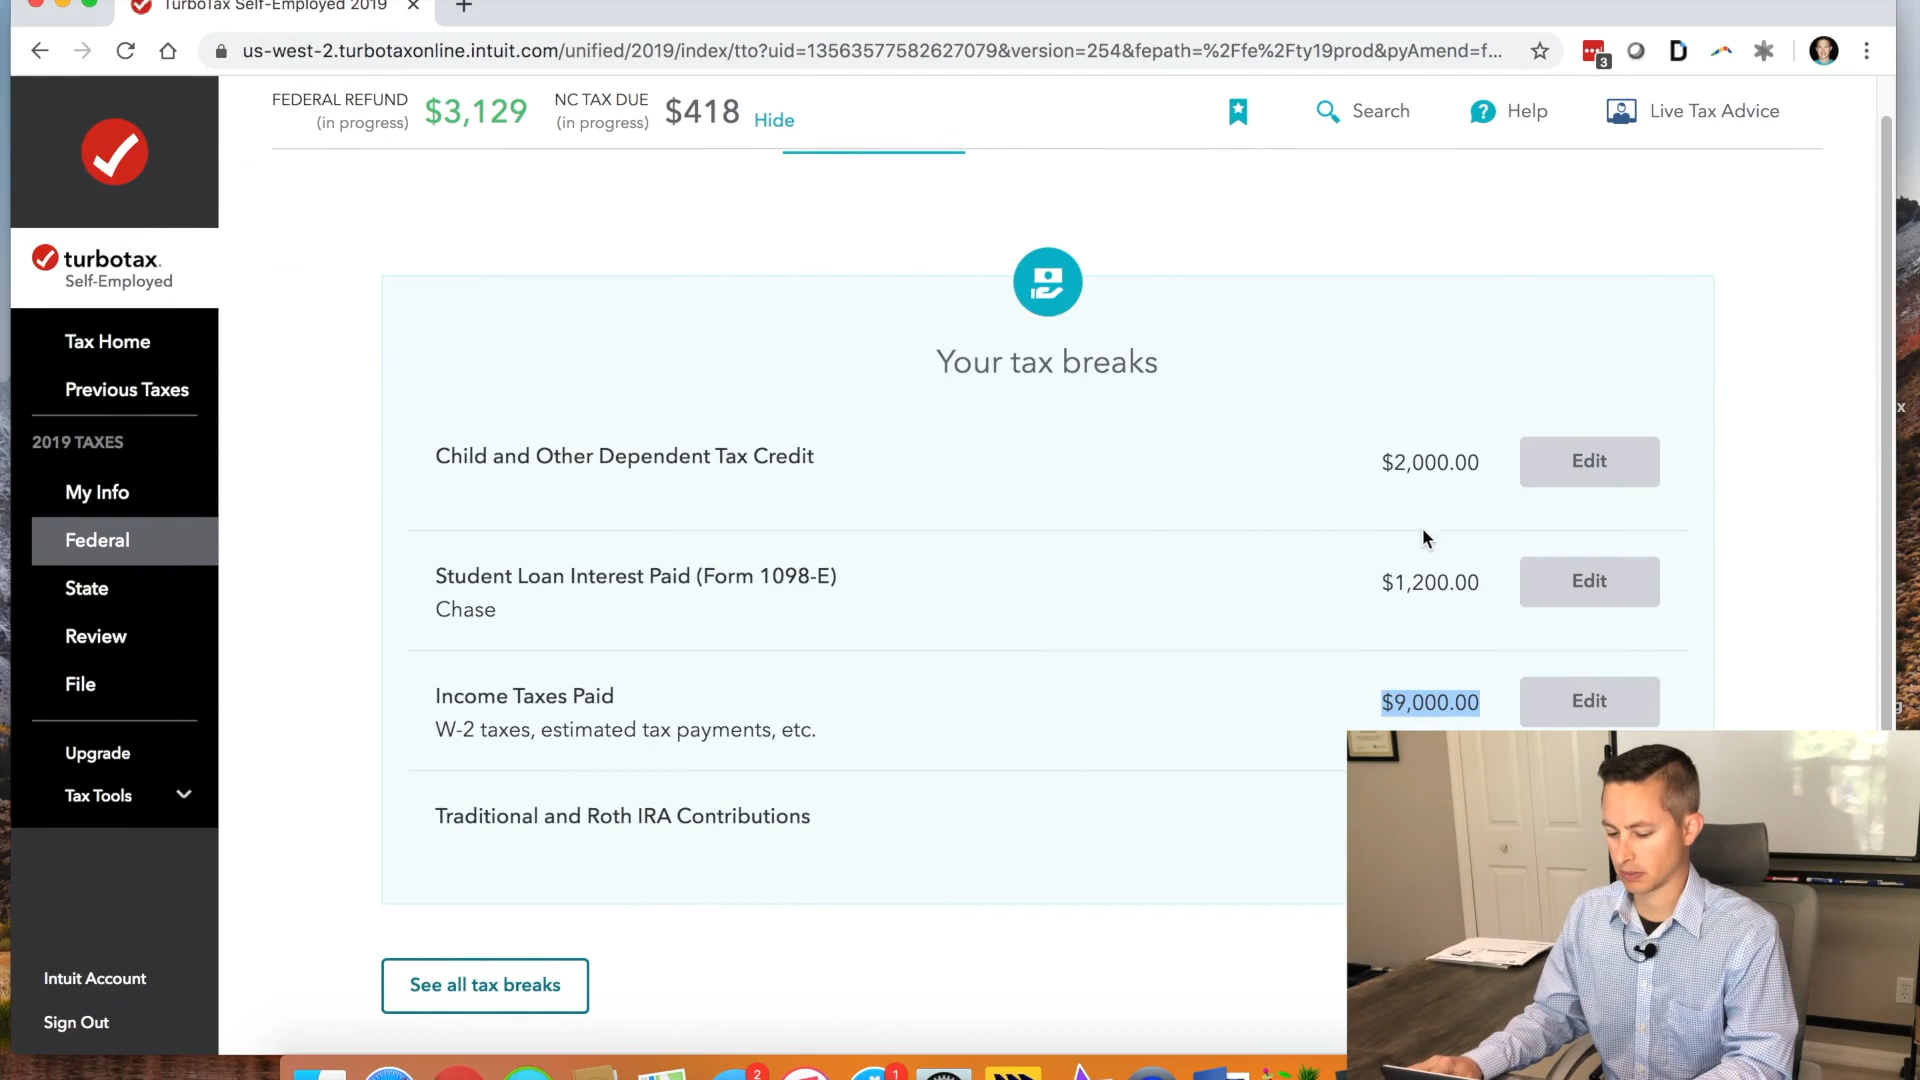 TurboTax Self-Employed 2019
us-west-2.turbotaxonline.intuit.com/unified/2019/index/tto?uid=13563577582627079&version=254&fepath=%2Ffe%2Fty19prod&pyAmend=f...
3
FEDERAL REFUND
(in progress)
$3,129
NC TAX DUE
(in progress)
$418
Hide
Search
Help
Live Tax Advice
turbotax.
Self-Employed
Tax Home
Previous Taxes
2019 TAXES
My Info
Federal
State
Review
File
Upgrade
Tax Tools
Intuit Account
Sign Out
Your tax breaks
Child and Other Dependent Tax Credit
$2,000.00
Edit
Student Loan Interest Paid (Form 1098-E)
Chase
$1,200.00
Edit
Income Taxes Paid
W-2 taxes, estimated tax payments, etc.
$9,000.00
Edit
Traditional and Roth IRA Contributions
See all tax breaks
2
1